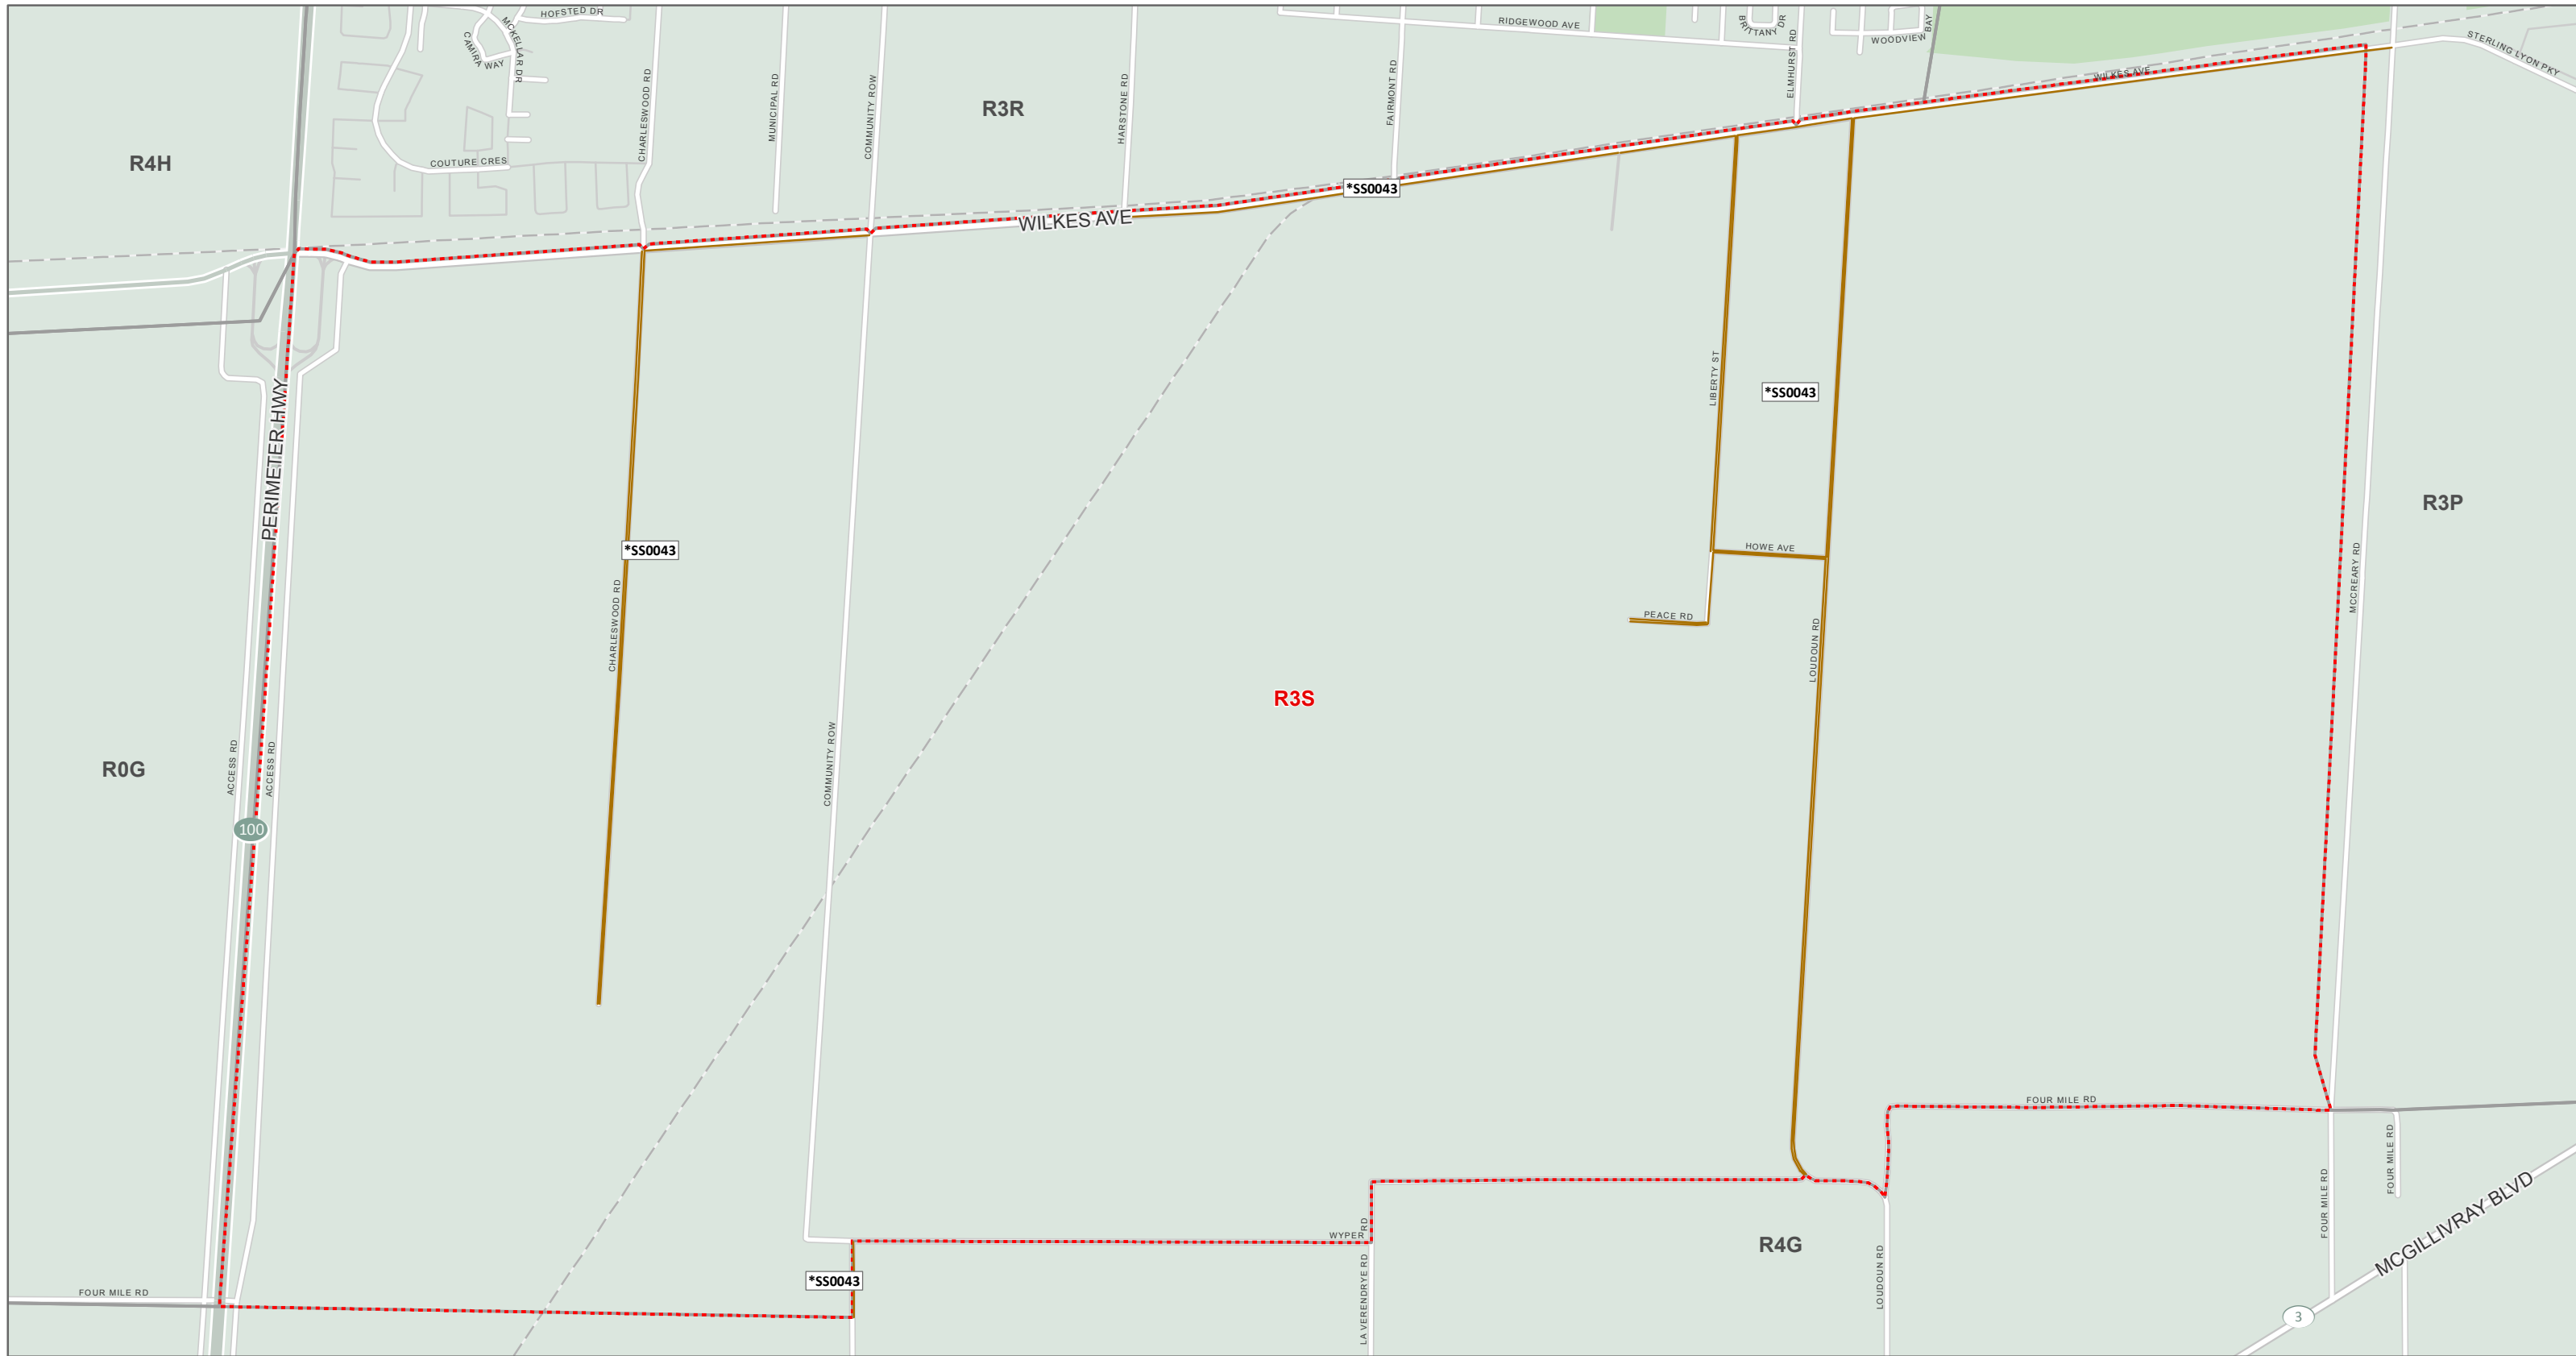 HOFSTED DR
MCKELLAR DR
CAMIRA WAY
RIDGEWOOD AVE
BRITTANY DR
WOODVIEW BAY
STERLING LYON PKY
CHARLESWOOD RD
MUNICIPAL RD
COMMUNITY ROW
HARSTONE RD
FAIRMONT RD
ELMHURST RD
WILKES AVE
R3R
R4H
COUTURE CRES
*SS0043
WILKES AVE
PERIMETER HWY
LIBERTY ST
*SS0043
R3P
*SS0043
HOWE AVE
MCCREARY RD
CHARLESWOOD RD
PEACE RD
LOUDOUN RD
R3S
R0G
ACCESS RD
ACCESS RD
COMMUNITY ROW
100
FOUR MILE RD
FOUR MILE RD
FOUR MILE RD
MCGILLIVRAY BLVD
WYPER RD
R4G
*SS0043
FOUR MILE RD
LA VERENDRYE RD
LOUDOUN RD
3